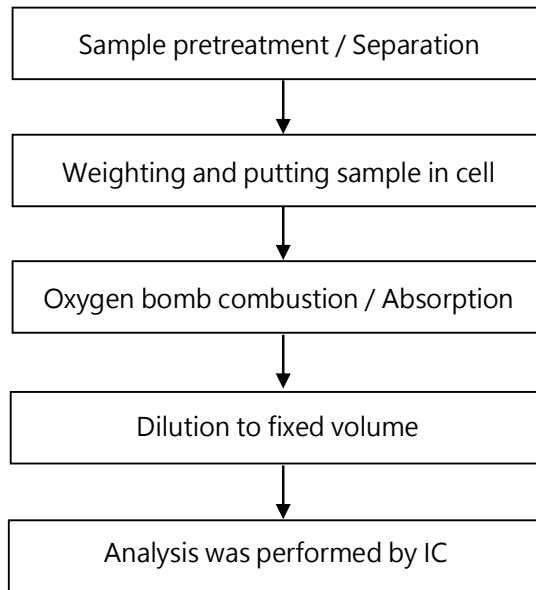 Sample pretreatment / Separation
Weighting and putting sample in cell
Oxygen bomb combustion / Absorption
Dilution to fixed volume
Analysis was performed by IC